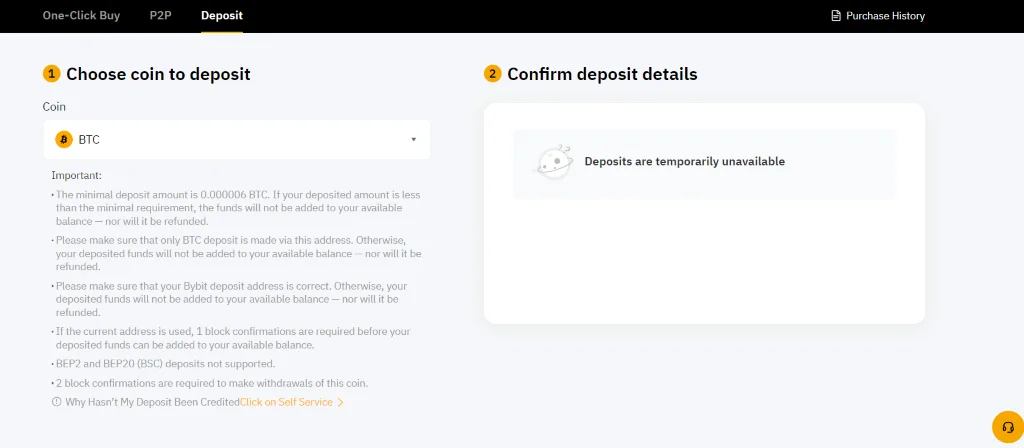 One-Click Buy P2P Deposit Purchase History
1 Choose coin to deposit
Coin
BTC
Important:
• The minimal deposit amount is 0.000006 BTC. If your deposited amount is less
than the minimal requirement, the funds will not be added to your available
balance — nor will it be refunded.
• Please make sure that only BTC deposit is made via this address. Otherwise,
your deposited funds will not be added to your available balance — nor will it be
refunded.
• Please make sure that your Bybit deposit address is correct. Otherwise, your
deposited funds will not be added to your available balance — nor will it be
refunded.
• If the current address is used, 1 block confirmations are required before your
deposited funds can be added to your available balance.
• BEP2 and BEP20 (BSC) deposits not supported.
• 2 block confirmations are required to make withdrawals of this coin.
Why Hasn't My Deposit Been CreditedClick on Self Service >
2 Confirm deposit details
Deposits are temporarily unavailable